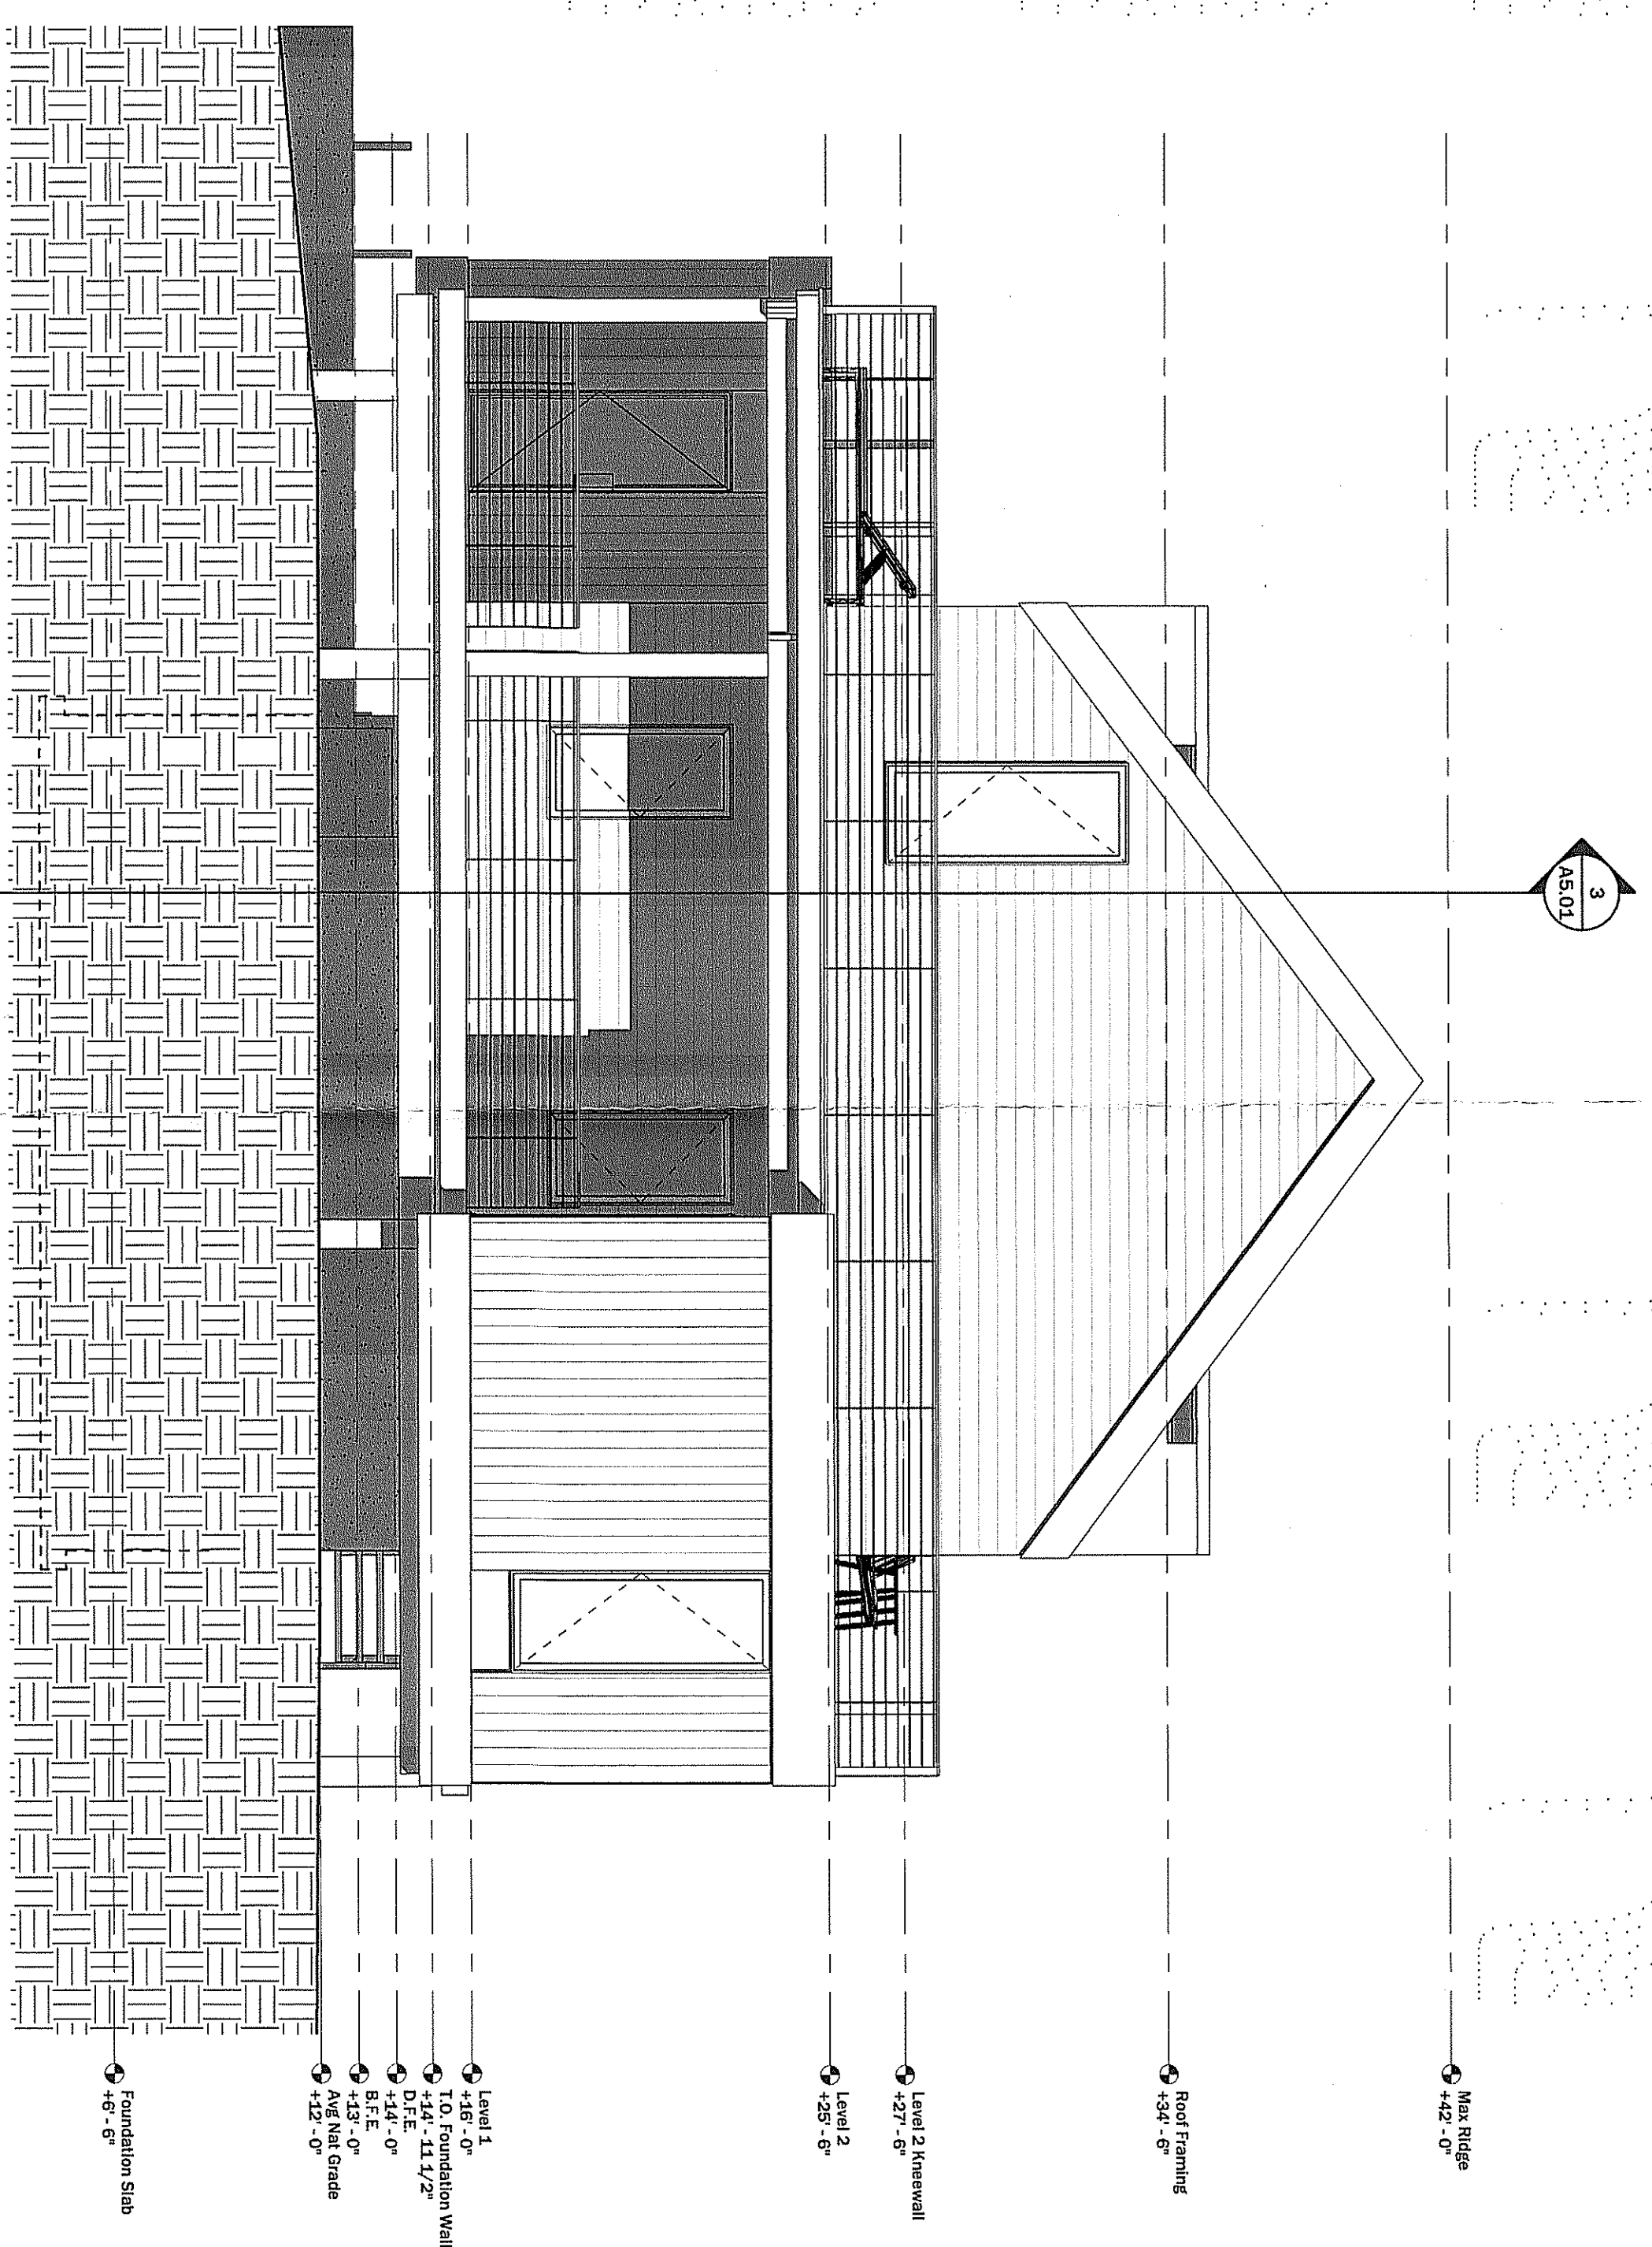 3
A5.01
Max Ridge
+42' - 0"
Roof Framing
+34' - 6"
Level 2 Kneewall
+27' - 6"
Level 2
+25' - 6"
Level 1
+16' - 0"
T.O. Foundation Wall
+14' - 11 1/2"
D.F.E.
+14' - 0"
B.F.E.
+13' - 0"
Avg Nat Grade
+12' - 0"
Foundation Slab
+6' - 6"